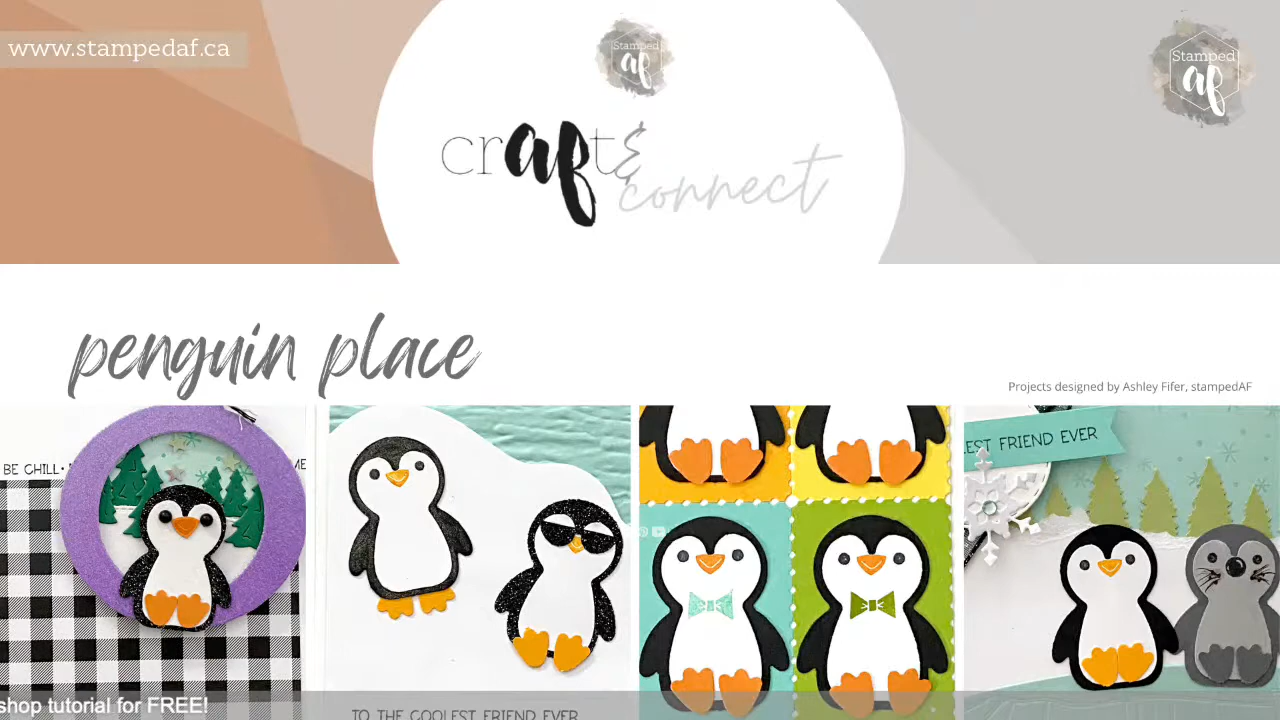 www.stampedaf.ca
Stamped
af
Stamped
af
craft&
connect
penguin place
Projects designed by Ashley Fifer, stampedAF
BE CHILL•
ME
EST FRIEND EVER
TO THE COOLEST FRIEND EVER
shop tutorial for FREE!